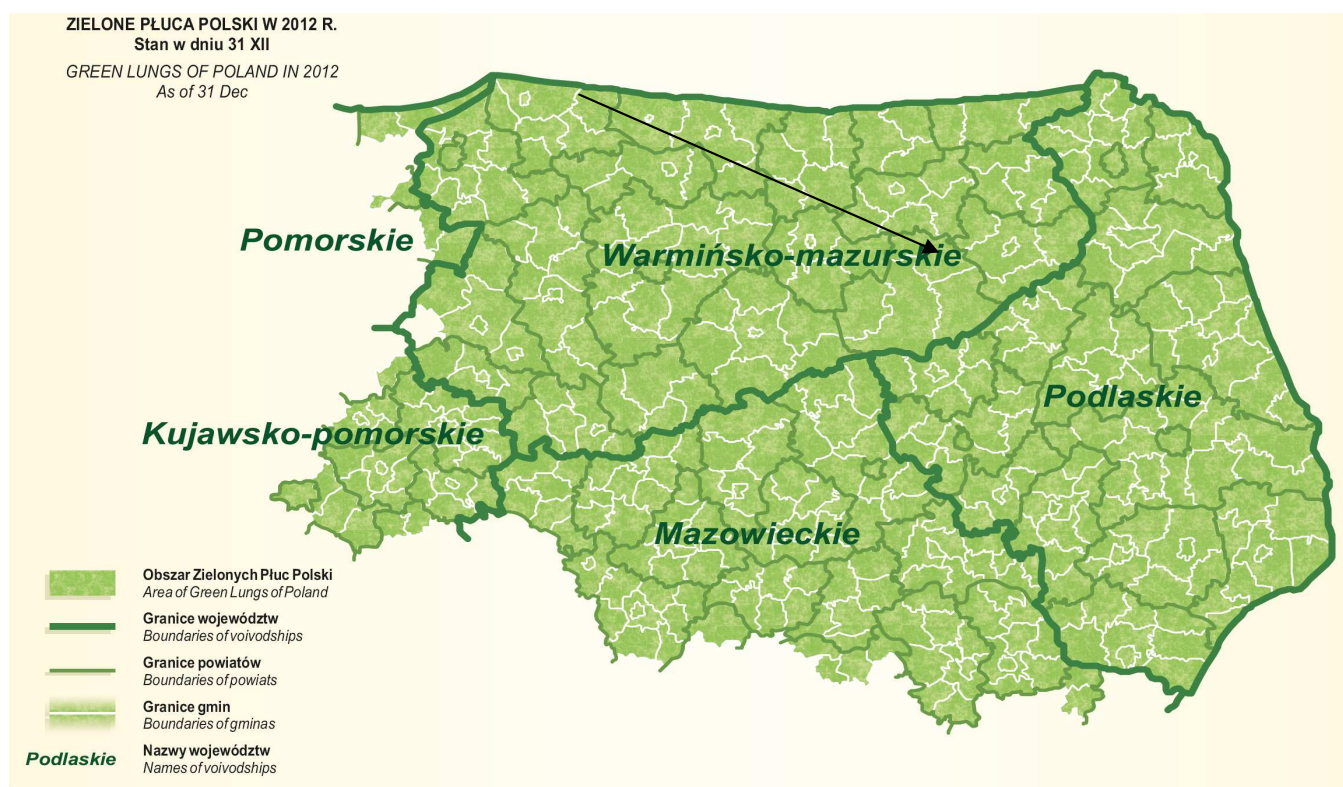 ZIELONE PŁUCA POLSKI W 2012 R.
Stan w dniu 31 XII
GREEN LUNGS OF POLAND IN 2012
As of 31 Dec
Pomorskie
Warmińsko-mazurskie
Podlaskie
Kujawsko-pomorskie
Mazowieckie
Obszar Zielonych Płuc Polski
Area of Green Lungs of Poland
Granice województw
Boundaries of voivodships
Granice powiatów
Boundaries of powiats
Granice gmin
Boundaries of gminas
Podlaskie
Nazwy województw
Names of voivodships